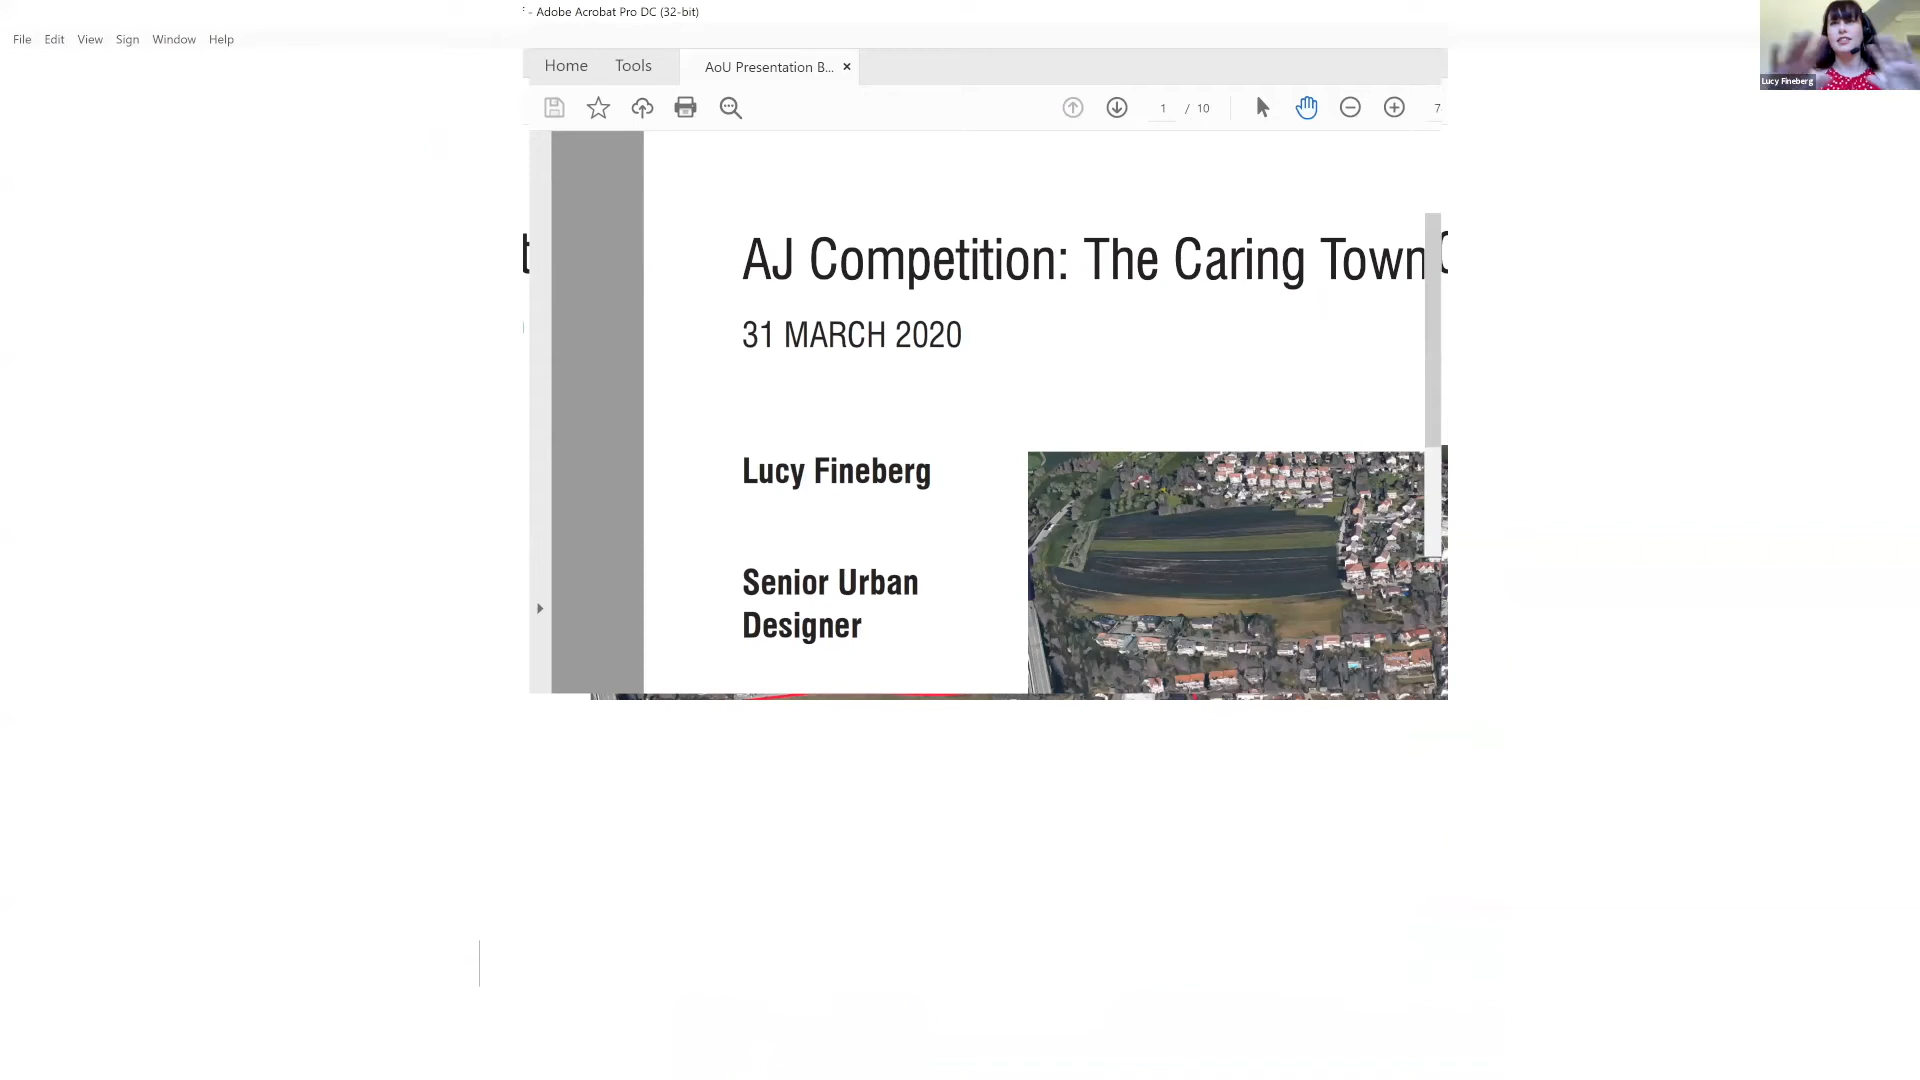 - Adobe Acrobat Pro DC (32-bit)
File Edit View Sign Window Help
Home Tools AoU Presentation B... ×
1 / 10
7
Lucy Fineberg
AJ Competition: The Caring Town
31 MARCH 2020
Lucy Fineberg
Senior Urban
Designer